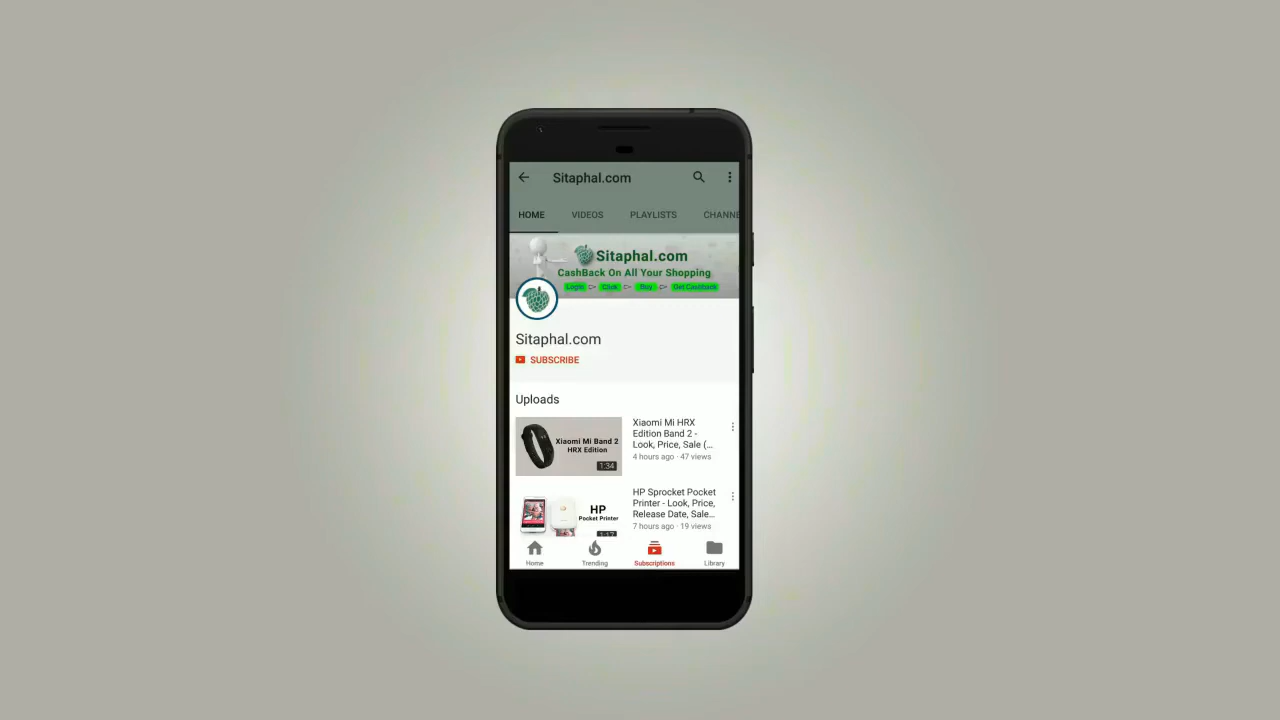 Sitaphal.com
HOME VIDEOS PLAYLISTS CHANNE
Sitaphal.com
CashBack On All Your Shopping
Login Click Buy Get Cashback
Sitaphal.com
SUBSCRIBE
Uploads
Xiaomi Mi Band 2
HRX Edition
1:34
Xiaomi Mi HRX
Edition Band 2 -
Look, Price, Sale (...
4 hours ago · 47 views
HP
Pocket Printer
1:17
HP Sprocket Pocket
Printer - Look, Price,
Release Date, Sale...
7 hours ago · 19 views
Home Trending Subscriptions Library